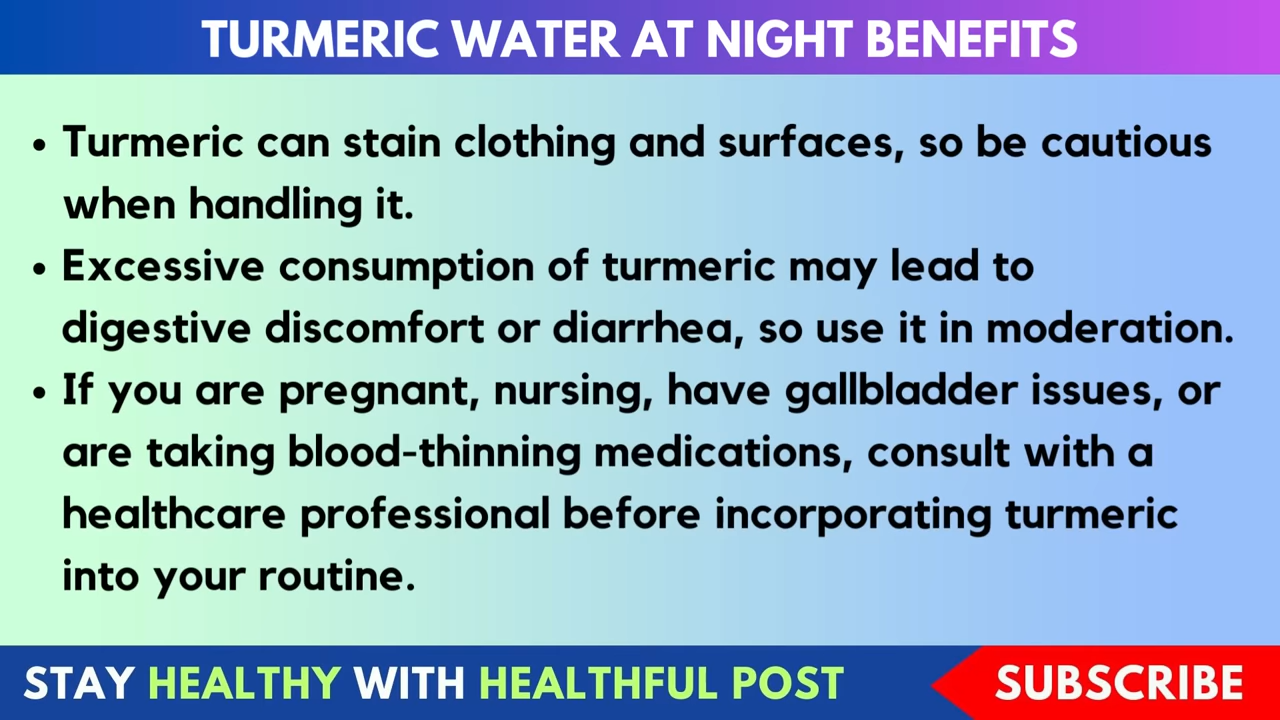 TURMERIC WATER AT NIGHT BENEFITS
• Turmeric can stain clothing and surfaces, so be cautious
when handling it.
• Excessive consumption of turmeric may lead to
digestive discomfort or diarrhea, so use it in moderation.
• If you are pregnant, nursing, have gallbladder issues, or
are taking blood-thinning medications, consult with a
healthcare professional before incorporating turmeric
into your routine.
STAY HEALTHY WITH HEALTHFUL POST
SUBSCRIBE